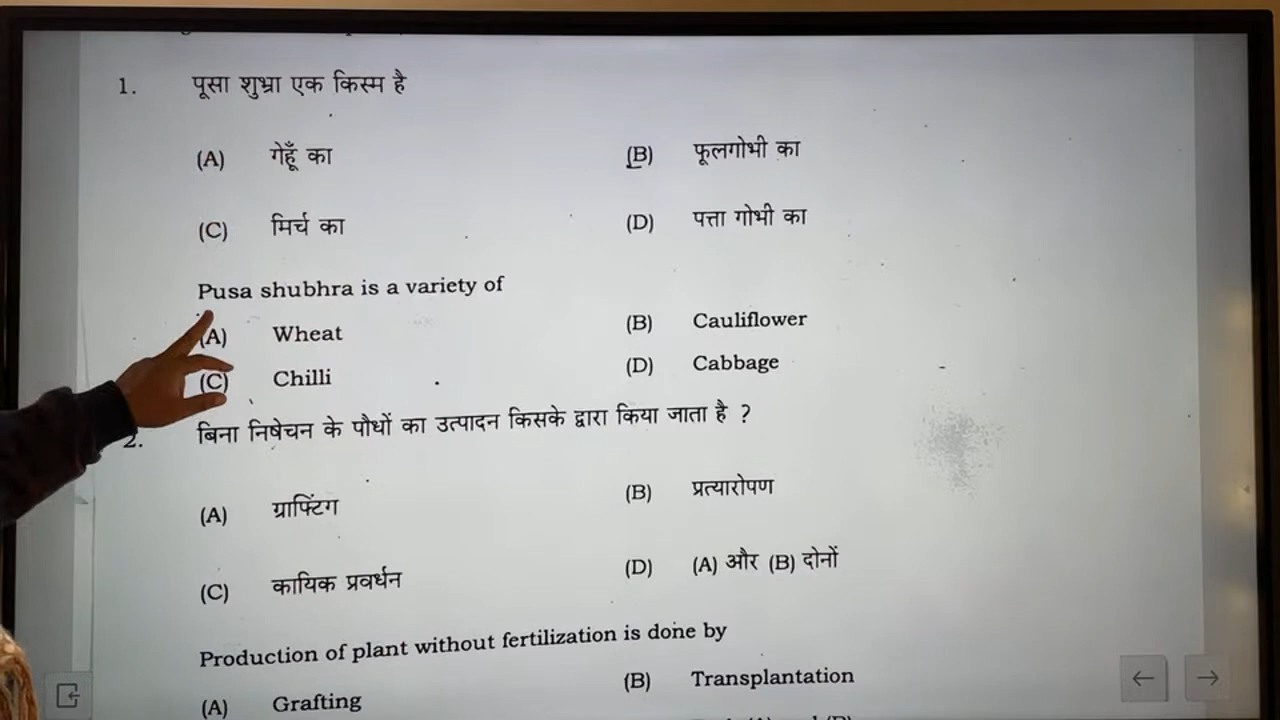 1. पूसा शुभ्रा एक किस्म है
(A) गेहूँ का (B) फूलगोभी का
(C) मिर्च का (D) पत्ता गोभी का
Pusa shubhra is a variety of
(A) Wheat (B) Cauliflower
(C) Chilli (D) Cabbage
2. बिना निषेचन के पौधों का उत्पादन किसके द्वारा किया जाता है ?
(A) ग्राफ्टिंग (B) प्रत्यारोपण
(C) कायिक प्रवर्धन (D) (A) और (B) दोनों
Production of plant without fertilization is done by
(A) Grafting (B) Transplantation